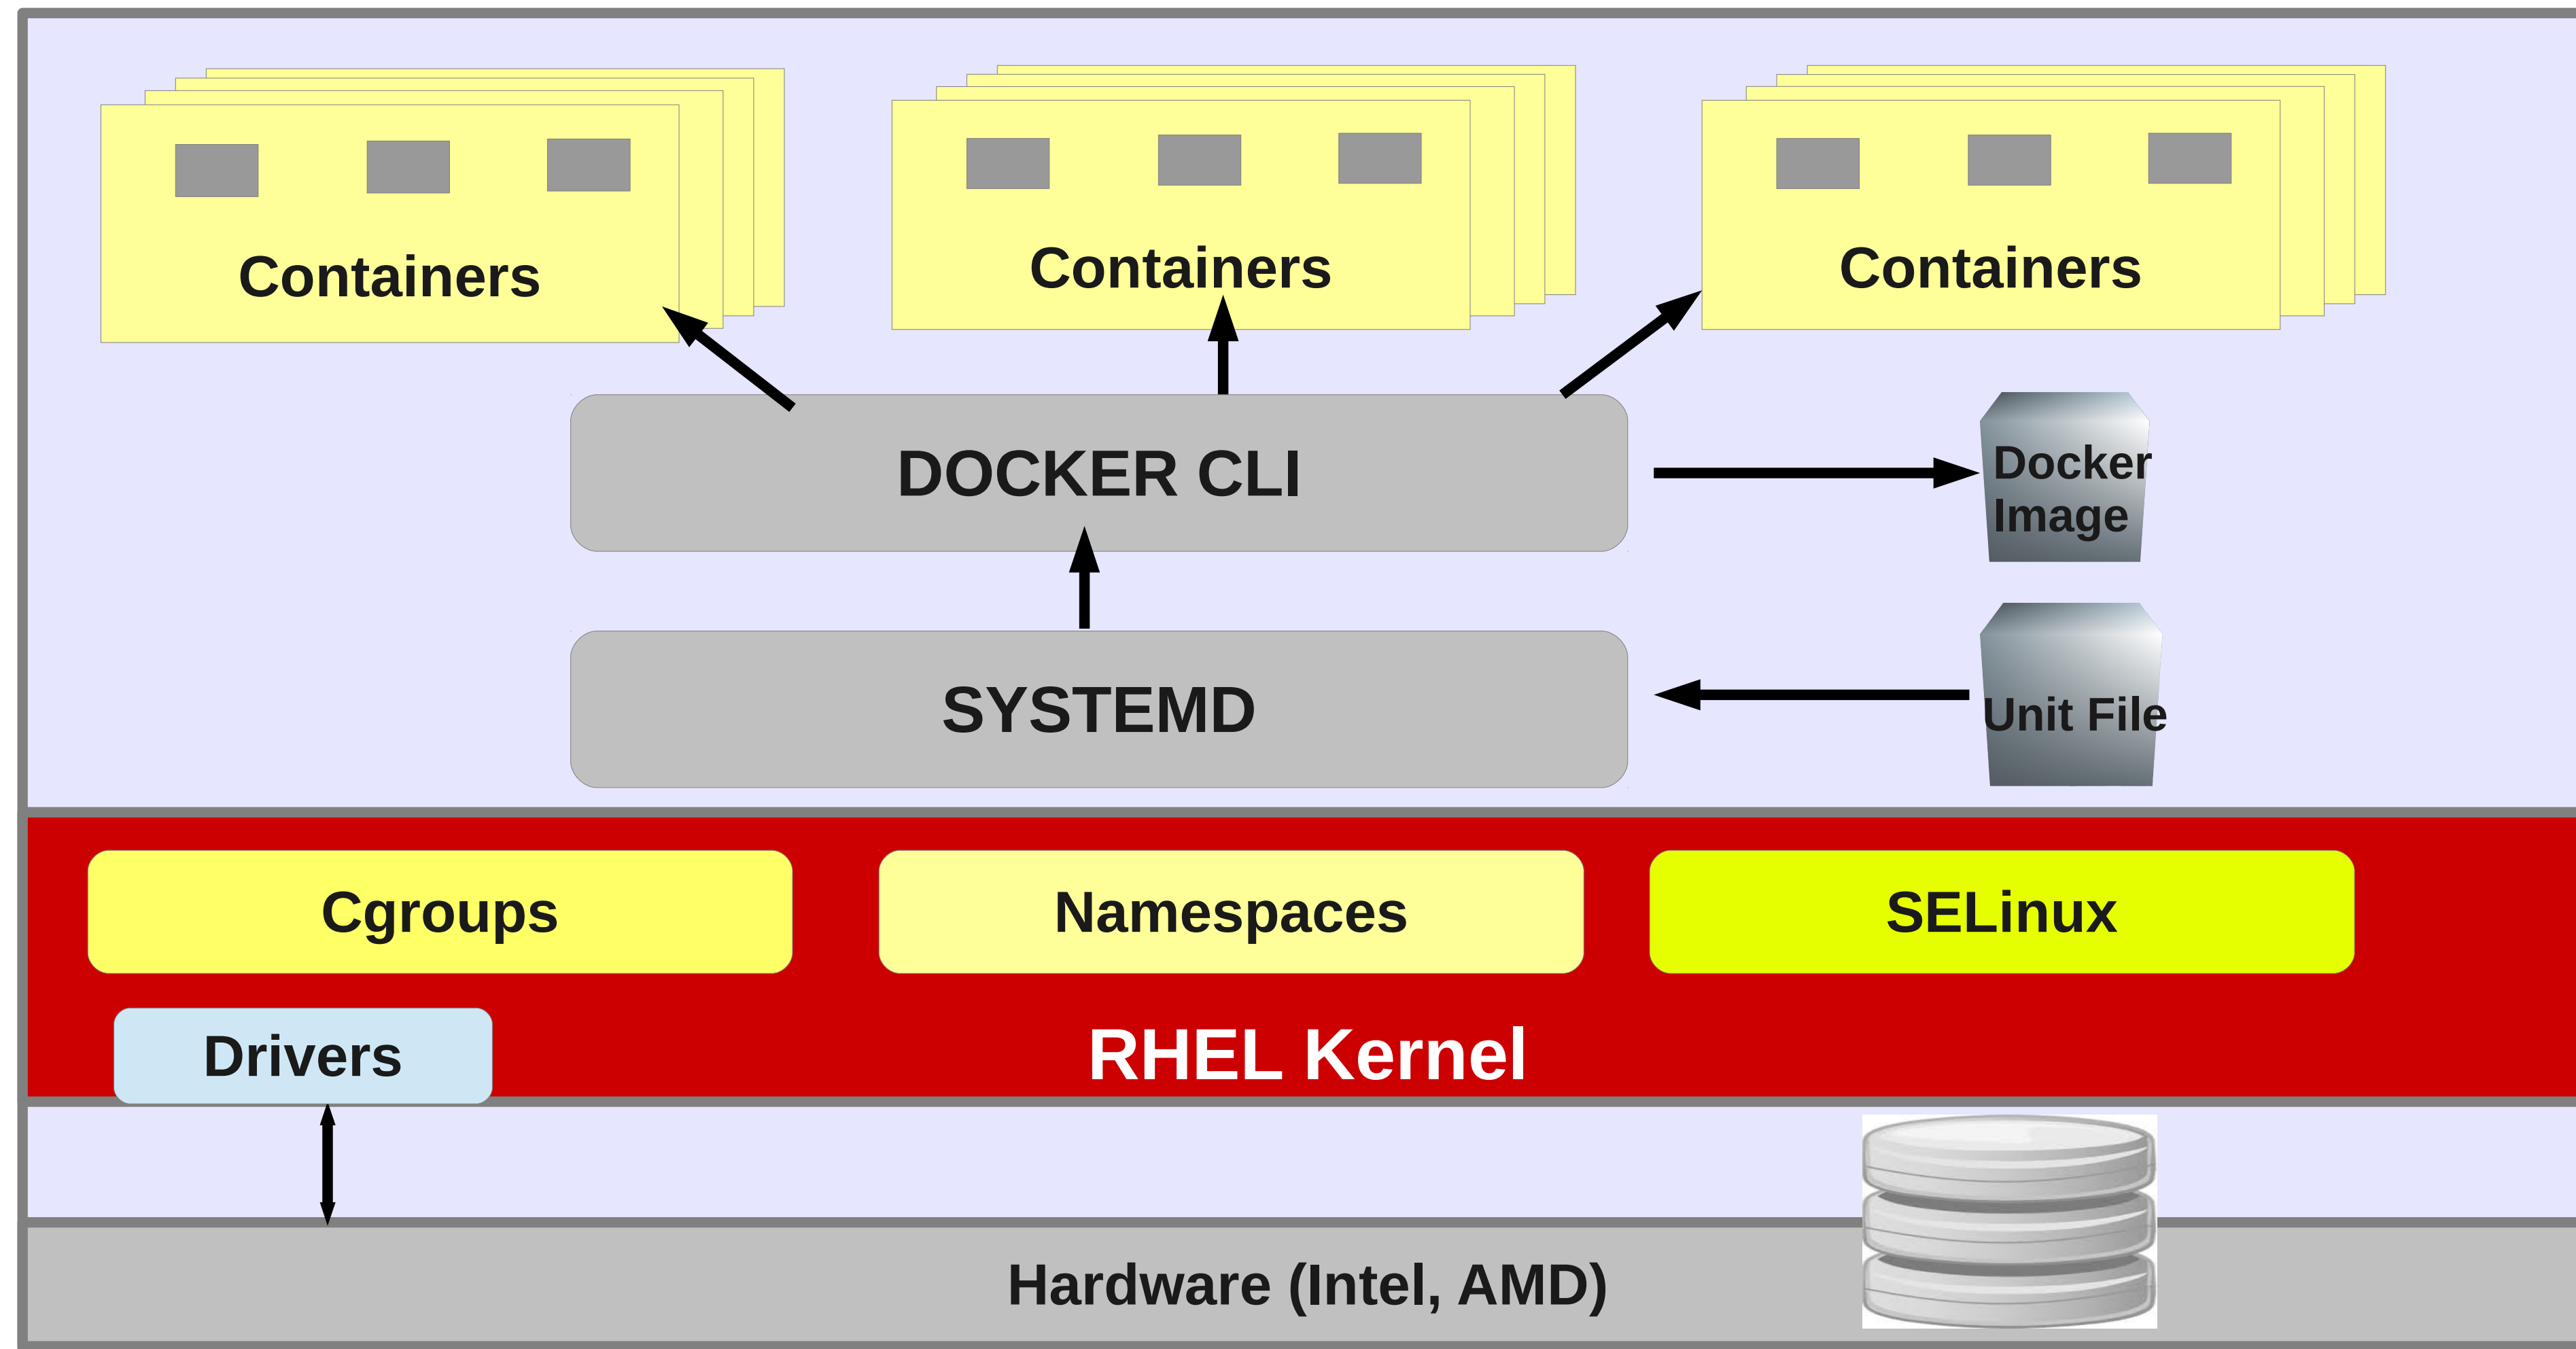 Containers
Containers
Containers
DOCKER CLI
Docker
Image
SYSTEMD
Unit File
Cgroups
Namespaces
SELinux
Drivers
RHEL Kernel
Hardware (Intel, AMD)